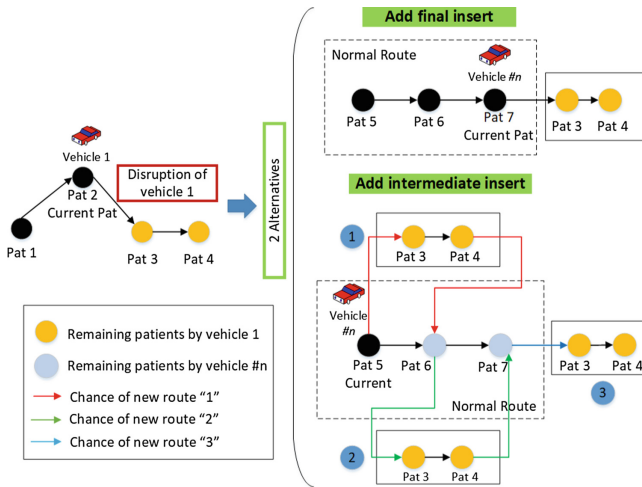 Add final insert
Normal Route
Vehicle #n
Pat 5
Pat 6
Pat 7
Current Pat
Pat 3
Pat 4
Vehicle 1
Pat 2
Current Pat
Disruption of
vehicle 1
Pat 1
Pat 3
Pat 4
2 Alternatives
Add intermediate insert
1
Pat 3
Pat 4
Vehicle
#n
Pat 5
Current
Pat 6
Pat 7
Normal Route
Pat 3
Pat 4
3
2
Pat 3
Pat 4
Remaining patients by vehicle 1
Remaining patients by vehicle #n
Chance of new route “1”
Chance of new route “2”
Chance of new route “3”